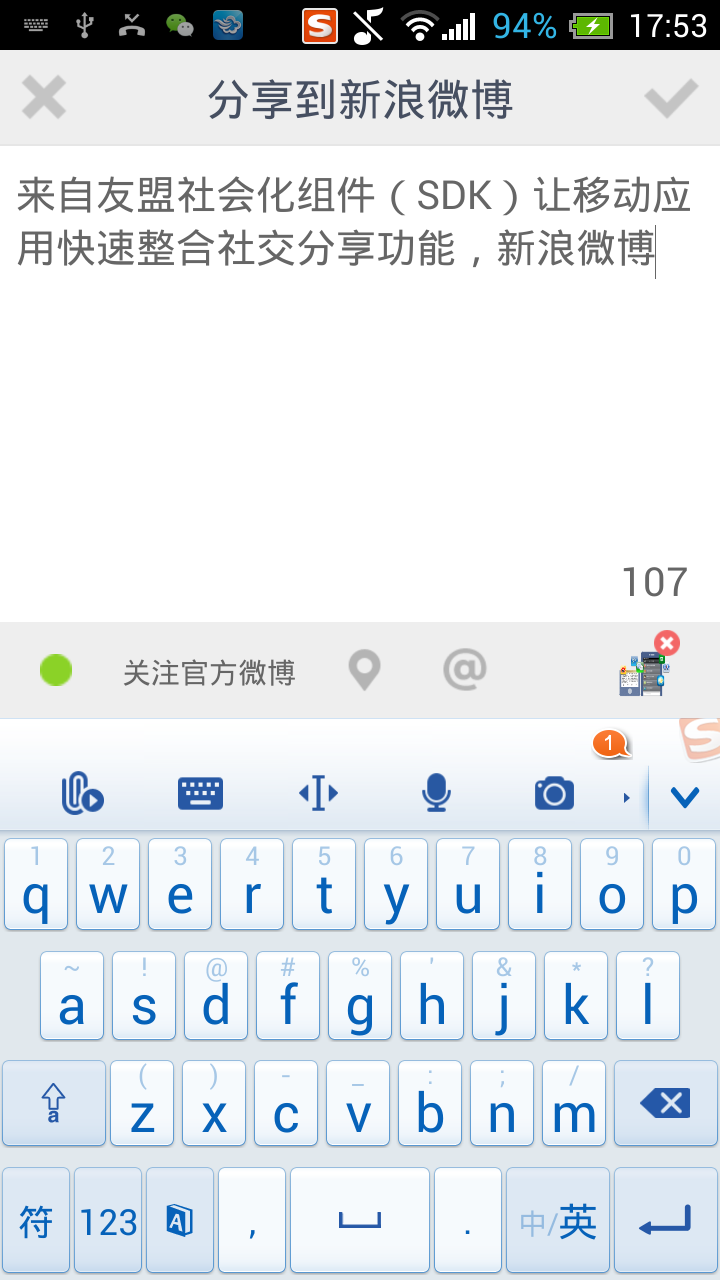 94% 17:53
分享到新浪微博
来自友盟社会化组件（SDK）让移动应
用快速整合社交分享功能，新浪微博
107
关注官方微博 @
1
1 2 3 4 5 6 7 8 9 0
q w e r t y u i o p
~ ! @ # % ' & * ?
a s d f g h j k l
( ) - _ : ; /
a z x c v b n m
符 123 A , . 中/英